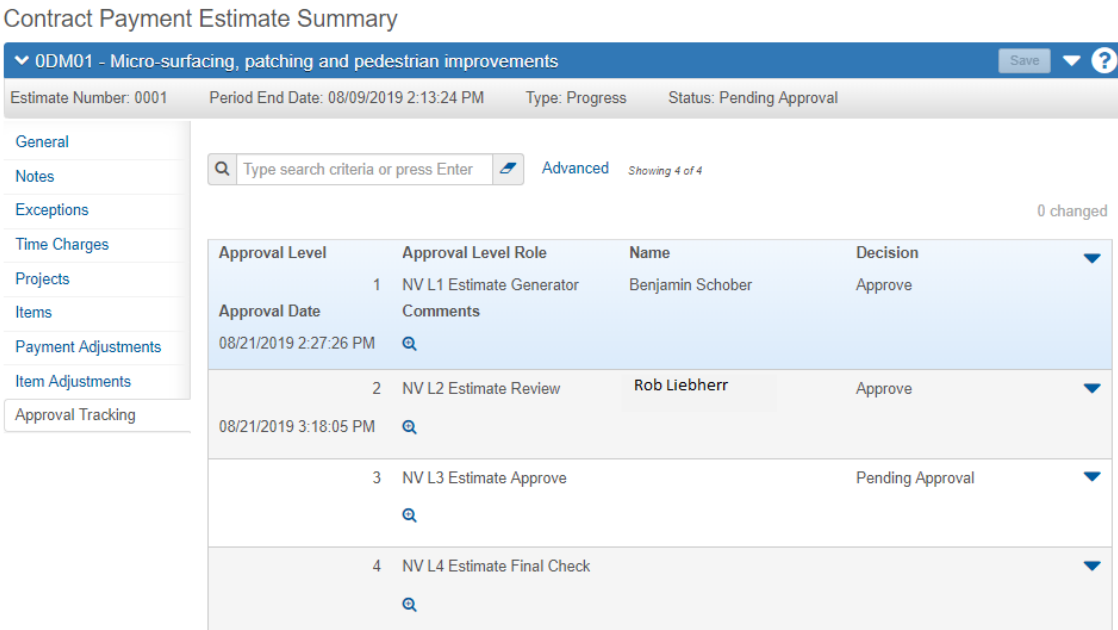 Contract Payment Estimate Summary
0DM01 - Micro-surfacing, patching and pedestrian improvements Save ?
Estimate Number: 0001 Period End Date: 08/09/2019 2:13:24 PM Type: Progress Status: Pending Approval
General
Notes
Exceptions
Time Charges
Projects
Items
Payment Adjustments
Item Adjustments
Approval Tracking
Type search criteria or press Enter Advanced Showing 4 of 4
0 changed
Approval Level Approval Level Role Name Decision
1 NV L1 Estimate Generator Benjamin Schober Approve
Approval Date Comments
08/21/2019 2:27:26 PM
2 NV L2 Estimate Review Rob Liebherr Approve
08/21/2019 3:18:05 PM
3 NV L3 Estimate Approve Pending Approval
4 NV L4 Estimate Final Check